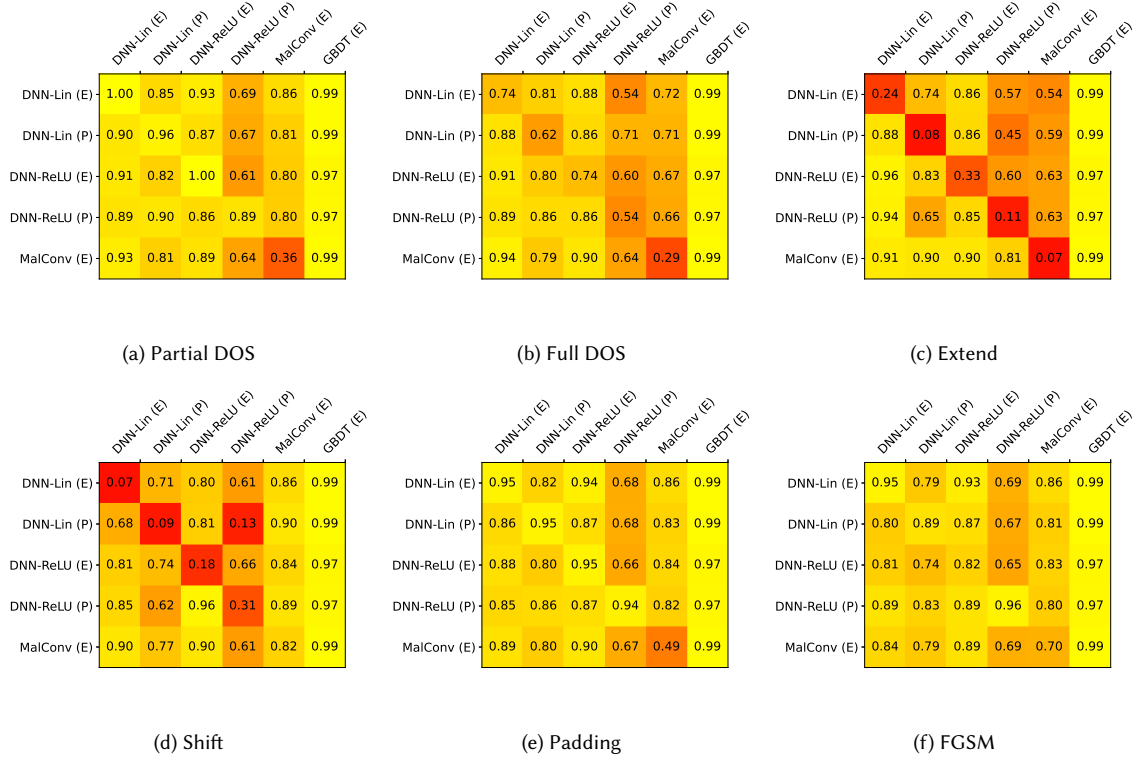 DNN-Lin (E) DNN-Lin (P) DNN-ReLU (E) DNN-ReLU (P) MalConv (E) GBDT (E)
DNN-Lin (E) 1.00 0.85 0.93 0.69 0.86 0.99
DNN-Lin (P) 0.90 0.96 0.87 0.67 0.81 0.99
DNN-ReLU (E) 0.91 0.82 1.00 0.61 0.80 0.97
DNN-ReLU (P) 0.89 0.90 0.86 0.89 0.80 0.97
MalConv (E) 0.93 0.81 0.89 0.64 0.36 0.99
(a) Partial DOS
DNN-Lin (E) DNN-Lin (P) DNN-ReLU (E) DNN-ReLU (P) MalConv (E) GBDT (E)
DNN-Lin (E) 0.74 0.81 0.88 0.54 0.72 0.99
DNN-Lin (P) 0.88 0.62 0.86 0.71 0.71 0.99
DNN-ReLU (E) 0.91 0.80 0.74 0.60 0.67 0.97
DNN-ReLU (P) 0.89 0.86 0.86 0.54 0.66 0.97
MalConv (E) 0.94 0.79 0.90 0.64 0.29 0.99
(b) Full DOS
DNN-Lin (E) DNN-Lin (P) DNN-ReLU (E) DNN-ReLU (P) MalConv (E) GBDT (E)
DNN-Lin (E) 0.24 0.74 0.86 0.57 0.54 0.99
DNN-Lin (P) 0.88 0.08 0.86 0.45 0.59 0.99
DNN-ReLU (E) 0.96 0.83 0.33 0.60 0.63 0.97
DNN-ReLU (P) 0.94 0.65 0.85 0.11 0.63 0.97
MalConv (E) 0.91 0.90 0.90 0.81 0.07 0.99
(c) Extend
DNN-Lin (E) DNN-Lin (P) DNN-ReLU (E) DNN-ReLU (P) MalConv (E) GBDT (E)
DNN-Lin (E) 0.07 0.71 0.80 0.61 0.86 0.99
DNN-Lin (P) 0.68 0.09 0.81 0.13 0.90 0.99
DNN-ReLU (E) 0.81 0.74 0.18 0.66 0.84 0.97
DNN-ReLU (P) 0.85 0.62 0.96 0.31 0.89 0.97
MalConv (E) 0.90 0.77 0.90 0.61 0.82 0.99
(d) Shift
DNN-Lin (E) DNN-Lin (P) DNN-ReLU (E) DNN-ReLU (P) MalConv (E) GBDT (E)
DNN-Lin (E) 0.95 0.82 0.94 0.68 0.86 0.99
DNN-Lin (P) 0.86 0.95 0.87 0.68 0.83 0.99
DNN-ReLU (E) 0.88 0.80 0.95 0.66 0.84 0.97
DNN-ReLU (P) 0.85 0.86 0.87 0.94 0.82 0.97
MalConv (E) 0.89 0.80 0.90 0.67 0.49 0.99
(e) Padding
DNN-Lin (E) DNN-Lin (P) DNN-ReLU (E) DNN-ReLU (P) MalConv (E) GBDT (E)
DNN-Lin (E) 0.95 0.79 0.93 0.69 0.86 0.99
DNN-Lin (P) 0.80 0.89 0.87 0.67 0.81 0.99
DNN-ReLU (E) 0.81 0.74 0.82 0.65 0.83 0.97
DNN-ReLU (P) 0.89 0.83 0.89 0.96 0.80 0.97
MalConv (E) 0.84 0.79 0.89 0.69 0.70 0.99
(f) FGSM